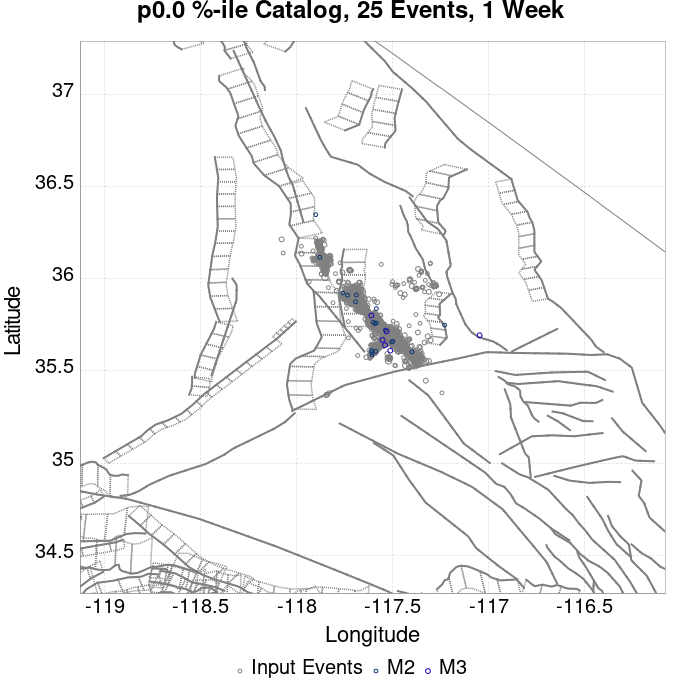 p0.0 %-ile Catalog, 25 Events, 1 Week
37
36.5
36
35.5
35
34.5
Latitude
-119
-118.5
-118
-117.5
-117
-116.5
Longitude
Input Events
M2
M3